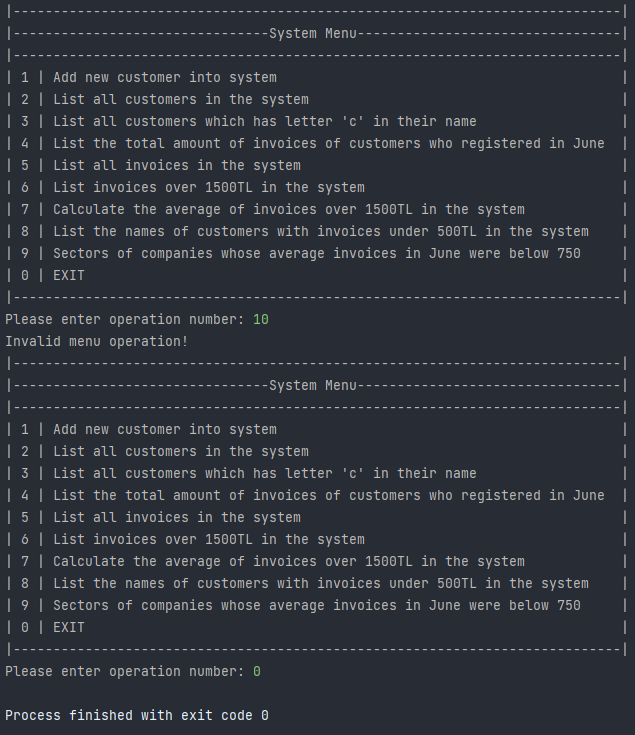 |----------------------------------------------------------------------------|
|--------------------------------System Menu---------------------------------|
|----------------------------------------------------------------------------|
| 1 | Add new customer into system                                           |
| 2 | List all customers in the system                                       |
| 3 | List all customers which has letter 'c' in their name                  |
| 4 | List the total amount of invoices of customers who registered in June  |
| 5 | List all invoices in the system                                        |
| 6 | List invoices over 1500TL in the system                                |
| 7 | Calculate the average of invoices over 1500TL in the system            |
| 8 | List the names of customers with invoices under 500TL in the system    |
| 9 | Sectors of companies whose average invoices in June were below 750     |
| 0 | EXIT                                                                   |
|----------------------------------------------------------------------------|
Please enter operation number: 10
Invalid menu operation!
|----------------------------------------------------------------------------|
|--------------------------------System Menu---------------------------------|
|----------------------------------------------------------------------------|
| 1 | Add new customer into system                                           |
| 2 | List all customers in the system                                       |
| 3 | List all customers which has letter 'c' in their name                  |
| 4 | List the total amount of invoices of customers who registered in June  |
| 5 | List all invoices in the system                                        |
| 6 | List invoices over 1500TL in the system                                |
| 7 | Calculate the average of invoices over 1500TL in the system            |
| 8 | List the names of customers with invoices under 500TL in the system    |
| 9 | Sectors of companies whose average invoices in June were below 750     |
| 0 | EXIT                                                                   |
|----------------------------------------------------------------------------|
Please enter operation number: 0
Process finished with exit code 0